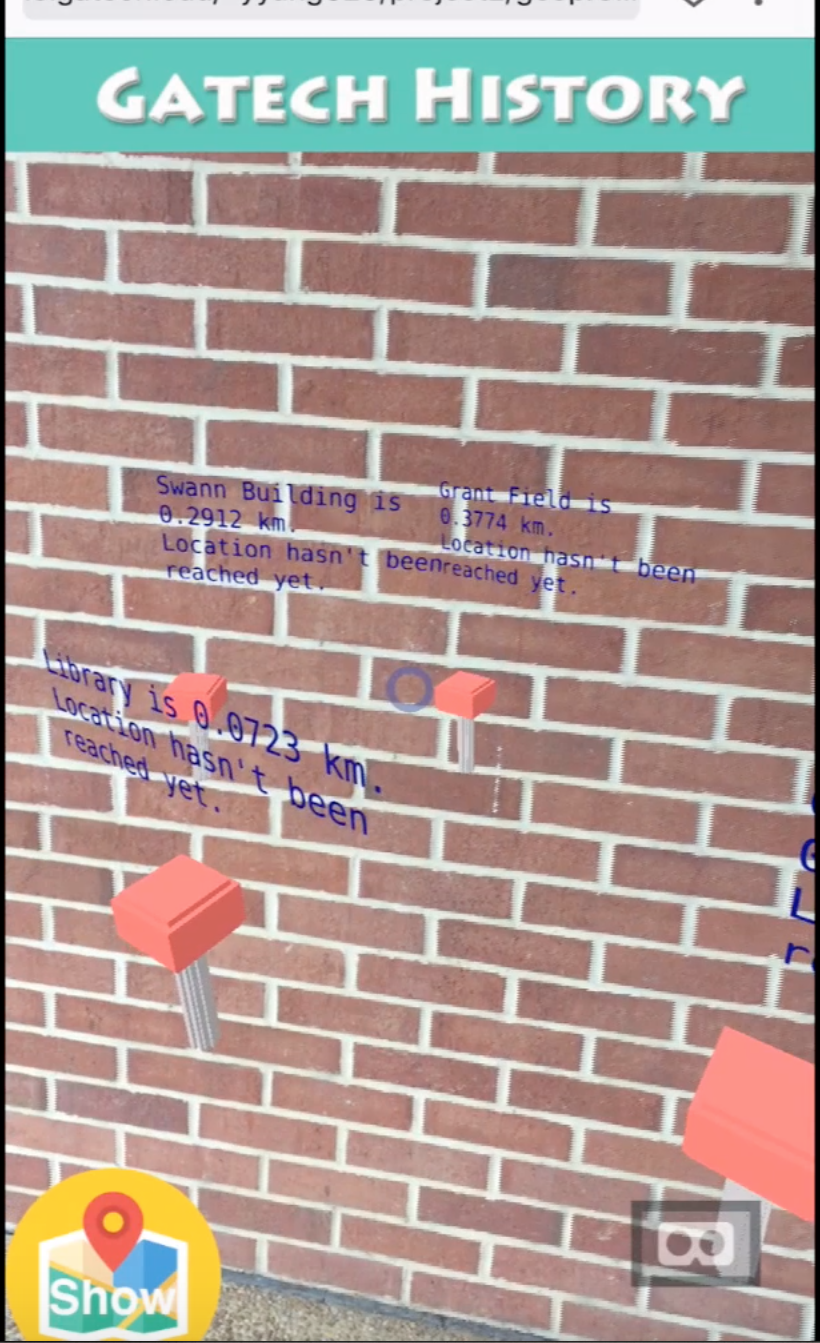 GATECH HISTORY
Swann Building is
0.2912 km.
Location hasn't been
reached yet.
Grant Field is
0.3774 km.
Location hasn't been
reached yet.
Library is 0.0723 km.
Location hasn't been
reached yet.
Show